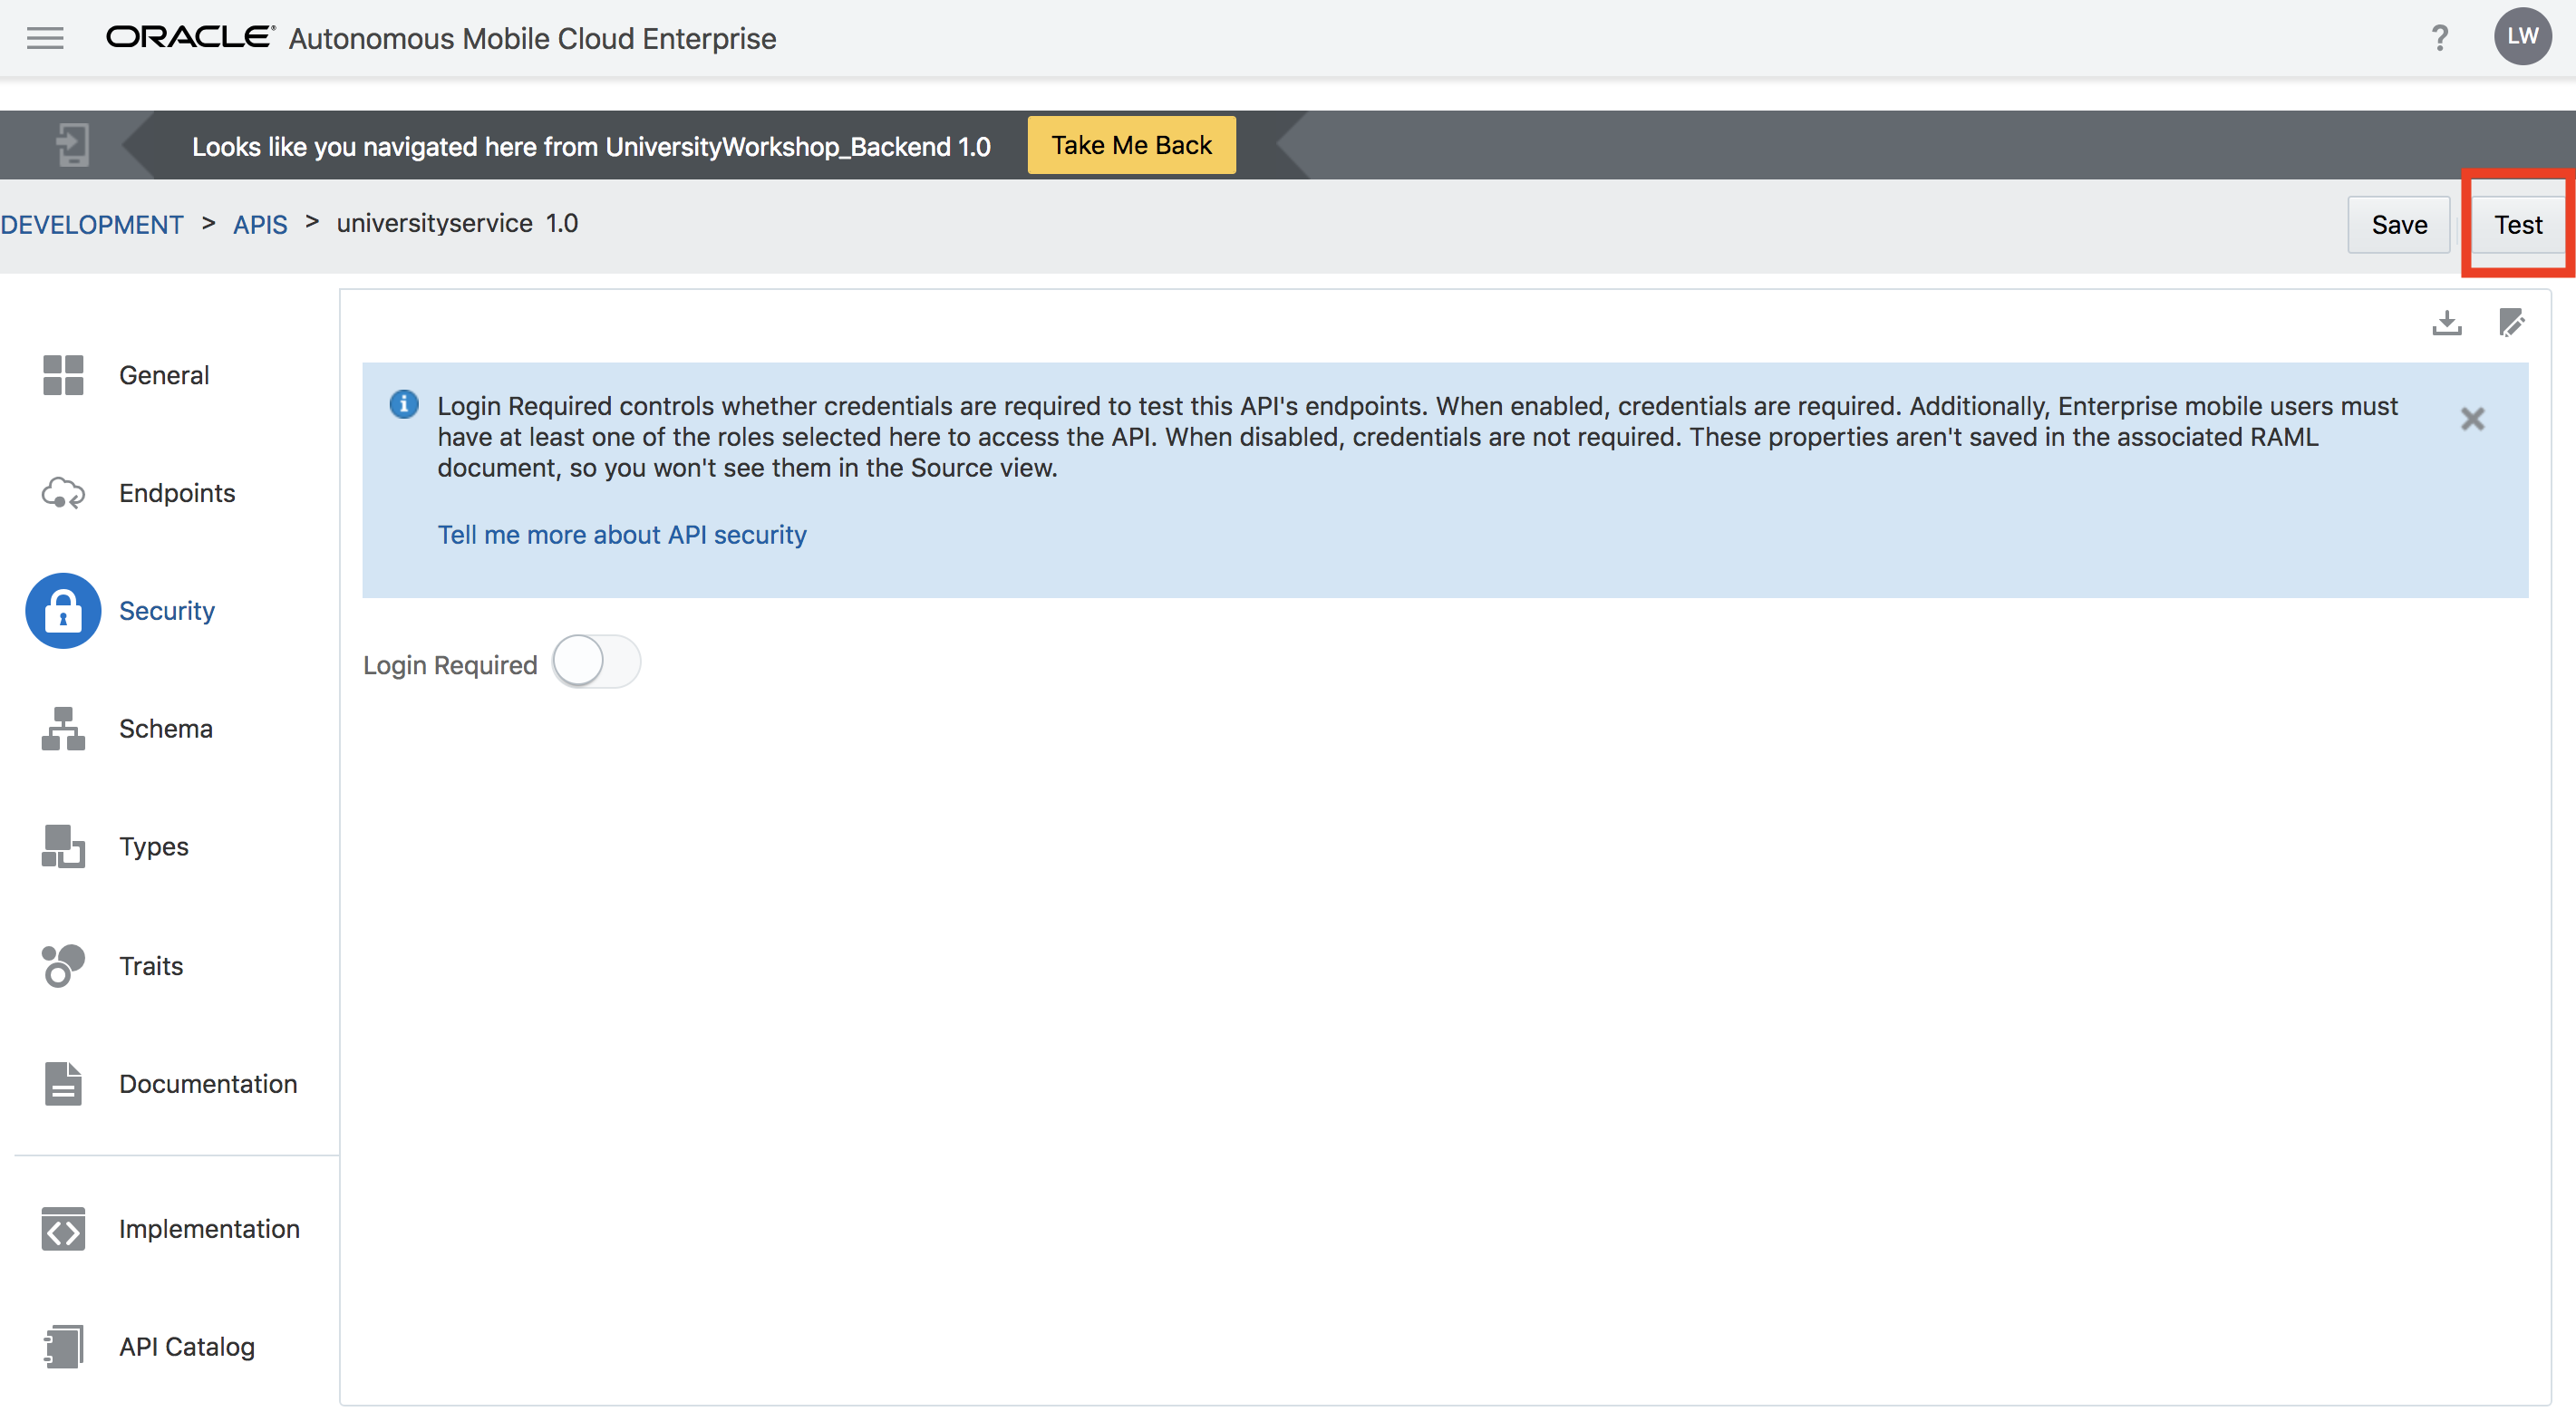 ORACLE® Autonomous Mobile Cloud Enterprise
?
LW
Looks like you navigated here from UniversityWorkshop_Backend 1.0
Take Me Back
DEVELOPMENT > APIS > universityservice 1.0
Save
Test
General
Endpoints
Security
Schema
Types
Traits
Documentation
Implementation
API Catalog
Login Required controls whether credentials are required to test this API's endpoints. When enabled, credentials are required. Additionally, Enterprise mobile users must
have at least one of the roles selected here to access the API. When disabled, credentials are not required. These properties aren't saved in the associated RAML
document, so you won't see them in the Source view.
Tell me more about API security
Login Required